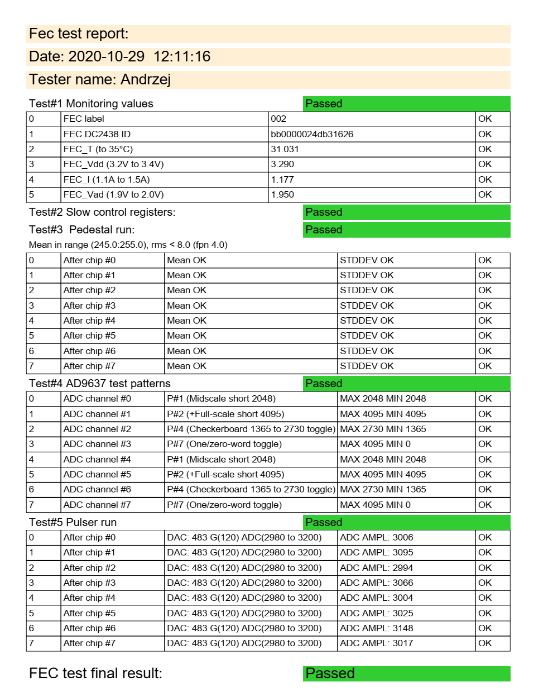 Fec test report:
Date: 2020-10-29 12:11:16
Tester name: Andrzej
Test#1 Monitoring values Passed
0 FEC label 002 OK
1 FEC DC2438 ID bb0000024db31626 OK
2 FEC_T (to 35°C) 31.031 OK
3 FEC_Vdd (3.2V to 3.4V) 3.290 OK
4 FEC_I (1.1A to 1.5A) 1.177 OK
5 FEC_Vad (1.9V to 2.0V) 1.950 OK
Test#2 Slow control registers: Passed
Test#3 Pedestal run: Passed
Mean in range (245.0:255.0), rms < 8.0 (fpn 4.0)
0 After chip #0 Mean OK STDDEV OK OK
1 After chip #1 Mean OK STDDEV OK OK
2 After chip #2 Mean OK STDDEV OK OK
3 After chip #3 Mean OK STDDEV OK OK
4 After chip #4 Mean OK STDDEV OK OK
5 After chip #5 Mean OK STDDEV OK OK
6 After chip #6 Mean OK STDDEV OK OK
7 After chip #7 Mean OK STDDEV OK OK
Test#4 AD9637 test patterns Passed
0 ADC channel #0 P#1 (Midscale short 2048) MAX 2048 MIN 2048 OK
1 ADC channel #1 P#2 (+Full-scale short 4095) MAX 4095 MIN 4095 OK
2 ADC channel #2 P#4 (Checkerboard 1365 to 2730 toggle) MAX 2730 MIN 1365 OK
3 ADC channel #3 P#7 (One/zero-word toggle) MAX 4095 MIN 0 OK
4 ADC channel #4 P#1 (Midscale short 2048) MAX 2048 MIN 2048 OK
5 ADC channel #5 P#2 (+Full-scale short 4095) MAX 4095 MIN 4095 OK
6 ADC channel #6 P#4 (Checkerboard 1365 to 2730 toggle) MAX 2730 MIN 1365 OK
7 ADC channel #7 P#7 (One/zero-word toggle) MAX 4095 MIN 0 OK
Test#5 Pulser run Passed
0 After chip #0 DAC: 483 G(120) ADC(2980 to 3200) ADC AMPL: 3006 OK
1 After chip #1 DAC: 483 G(120) ADC(2980 to 3200) ADC AMPL: 3095 OK
2 After chip #2 DAC: 483 G(120) ADC(2980 to 3200) ADC AMPL: 2994 OK
3 After chip #3 DAC: 483 G(120) ADC(2980 to 3200) ADC AMPL: 3066 OK
4 After chip #4 DAC: 483 G(120) ADC(2980 to 3200) ADC AMPL: 3004 OK
5 After chip #5 DAC: 483 G(120) ADC(2980 to 3200) ADC AMPL: 3025 OK
6 After chip #6 DAC: 483 G(120) ADC(2980 to 3200) ADC AMPL: 3148 OK
7 After chip #7 DAC: 483 G(120) ADC(2980 to 3200) ADC AMPL: 3017 OK
FEC test final result: Passed